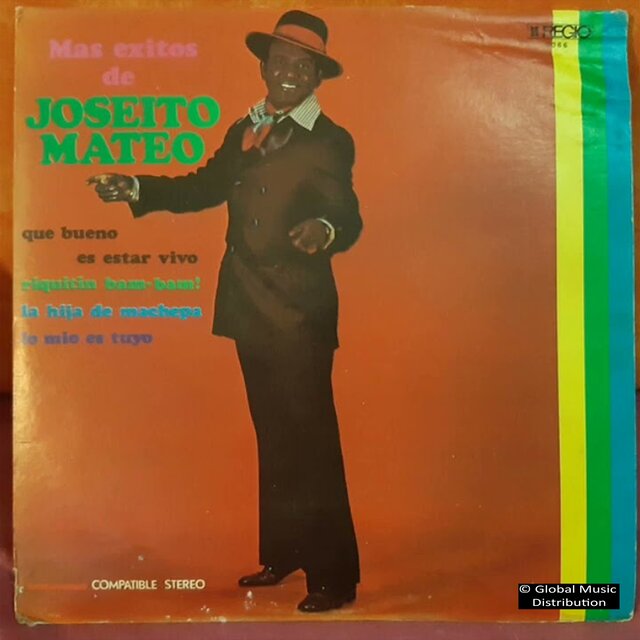 Mas exitos
de
JOSEITO
MATEO
REGIO
que bueno
es estar vivo
riquitin bam-bam!
la hija de machepa
lo mio es tuyo
COMPATIBLE STEREO
© Global Music
Distribution